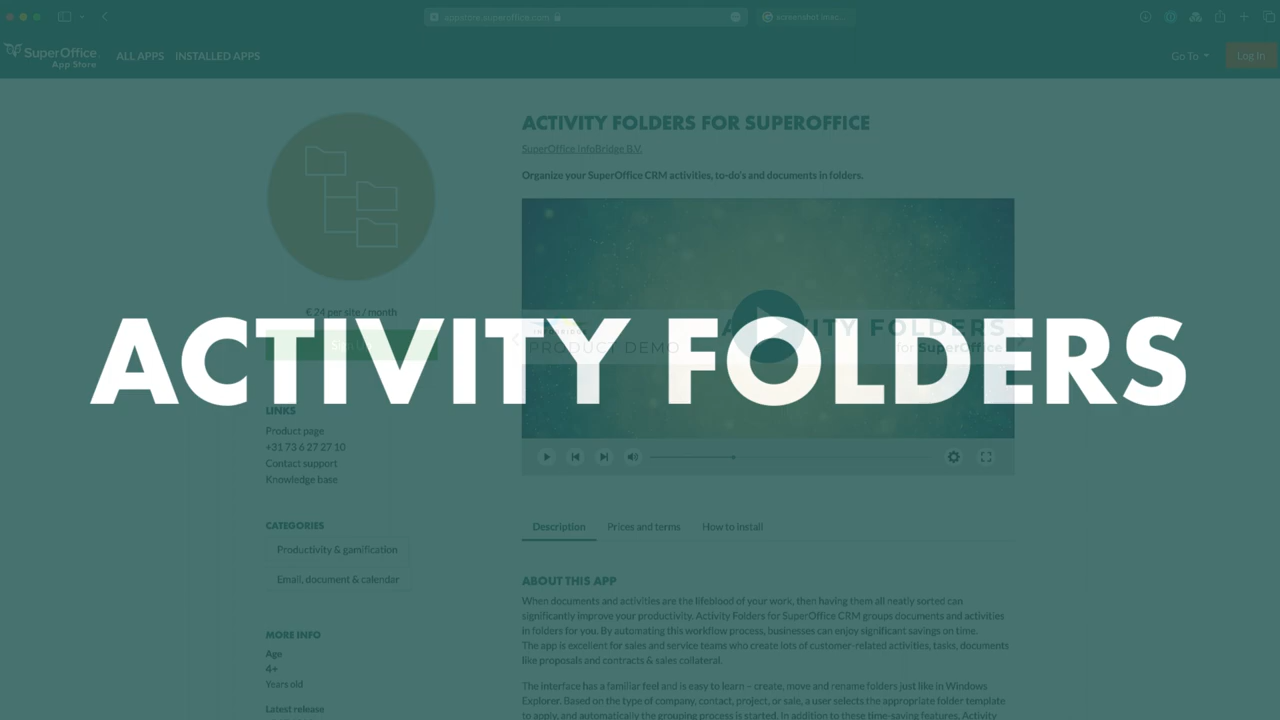 appstore.superoffice.com
SuperOffice
App Store
ALL APPS
INSTALLED APPS
Go To
Log In
ACTIVITY FOLDERS FOR SUPEROFFICE
SuperOffice InfoBridge B.V.
Organize your SuperOffice CRM activities, to-do's and documents in folders.
€ 24 per site / month
ACTIVITY FOLDERS
PRODUCT DEMO
ACTIVITY FOLDERS
for SuperOffice
LINKS
Product page
+31 73 6 27 27 10
Contact support
Knowledge base
CATEGORIES
Productivity & gamification
Email, document & calendar
MORE INFO
Age
4+
Years old
Latest release
Description
Prices and terms
How to install
ABOUT THIS APP
When documents and activities are the lifeblood of your work, then having them all neatly sorted can
significantly improve your productivity. Activity Folders for SuperOffice CRM groups documents and activities
in folders for you. By automating this workflow process, businesses can enjoy significant savings on time.
The app is excellent for sales and service teams who create lots of customer-related activities, tasks, documents
like proposals and contracts & sales collateral.
The interface has a familiar feel and is easy to learn – create, move and rename folders just like in Windows
Explorer. Based on the type of company, contact, project, or sale, a user selects the appropriate folder template
to apply, and automatically the grouping process is started. In addition to these time-saving features, Activity